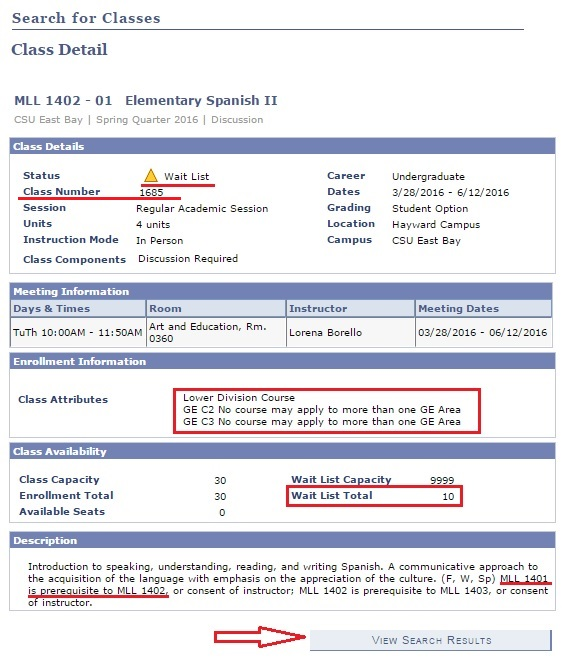 Search for Classes
Class Detail
MLL 1402 - 01 Elementary Spanish II
CSU East Bay | Spring Quarter 2016 | Discussion
Class Details
Status Wait List Career Undergraduate
Class Number 1685 Dates 3/28/2016 - 6/12/2016
Session Regular Academic Session Grading Student Option
Units 4 units Location Hayward Campus
Instruction Mode In Person Campus CSU East Bay
Class Components Discussion Required
Meeting Information
Days & Times Room Instructor Meeting Dates
TuTh 10:00AM - 11:50AM Art and Education, Rm. 0360 Lorena Borello 03/28/2016 - 06/12/2016
Enrollment Information
Class Attributes
Lower Division Course
GE C2 No course may apply to more than one GE Area
GE C3 No course may apply to more than one GE Area
Class Availability
Class Capacity 30 Wait List Capacity 9999
Enrollment Total 30 Wait List Total 10
Available Seats 0
Description
Introduction to speaking, understanding, reading, and writing Spanish. A communicative approach to
the acquisition of the language with emphasis on the appreciation of the culture. (F, W, Sp) MLL 1401
is prerequisite to MLL 1402, or consent of instructor; MLL 1402 is prerequisite to MLL 1403, or consent
of instructor.
VIEW SEARCH RESULTS